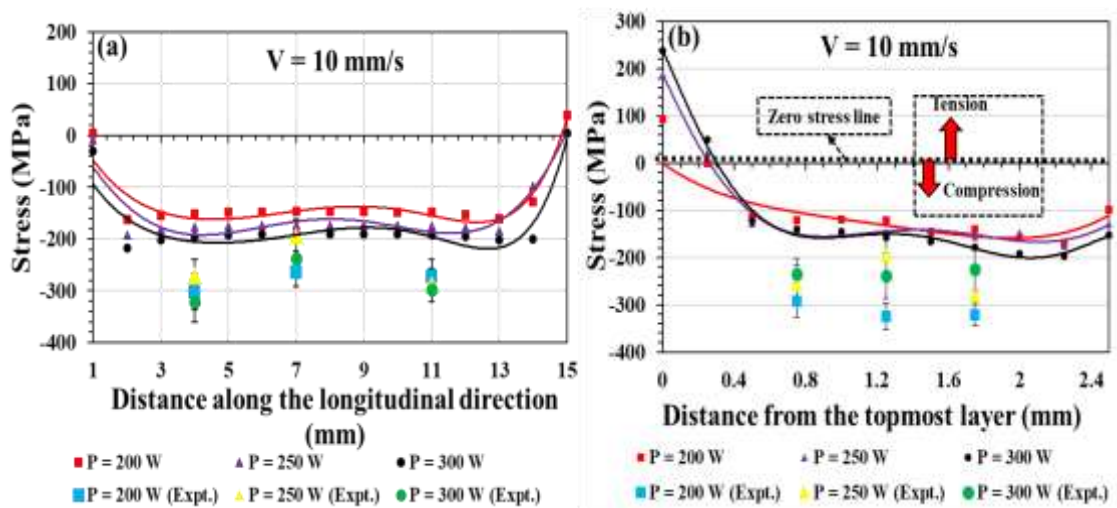 (a)
V = 10 mm/s
Stress (MPa)
200
100
0
-100
-200
-300
-400
1
3
5
7
9
11
13
15
Distance along the longitudinal direction
(mm)
P = 200 W
P = 250 W
P = 300 W
P = 200 W (Expt.)
P = 250 W (Expt.)
P = 300 W (Expt.)
(b)
V = 10 mm/s
Tension
Zero stress line
Compression
Stress (MPa)
300
200
100
0
-100
-200
-300
-400
0
0.4
0.8
1.2
1.6
2
2.4
Distance from the topmost layer (mm)
P = 200 W
P = 250 W
P = 300 W
P = 200 W (Expt.)
P = 250 W (Expt.)
P = 300 W (Expt.)